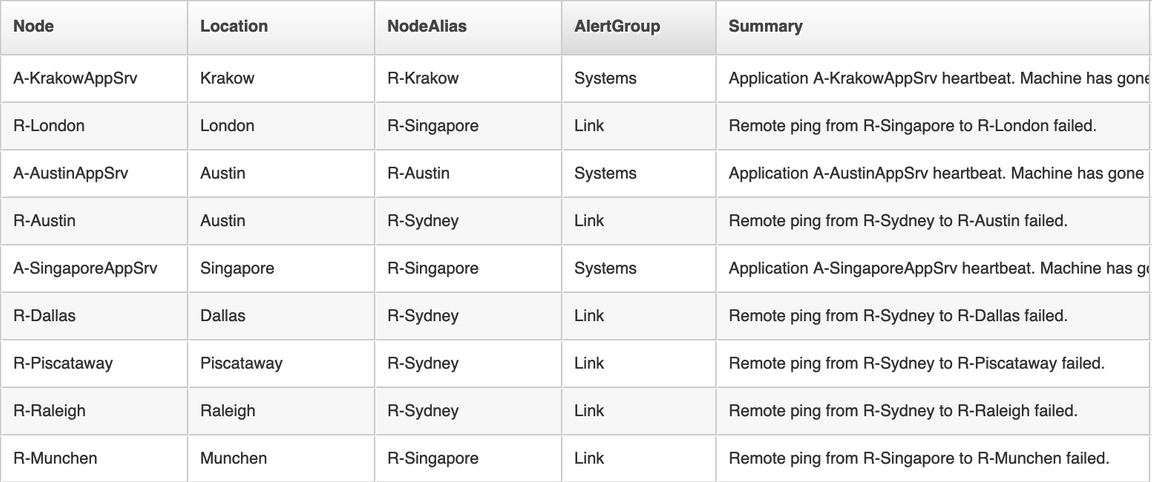 Node Location NodeAlias AlertGroup Summary
A-KrakowAppSrv Krakow R-Krakow Systems Application A-KrakowAppSrv heartbeat. Machine has gone
R-London London R-Singapore Link Remote ping from R-Singapore to R-London failed.
A-AustinAppSrv Austin R-Austin Systems Application A-AustinAppSrv heartbeat. Machine has gone
R-Austin Austin R-Sydney Link Remote ping from R-Sydney to R-Austin failed.
A-SingaporeAppSrv Singapore R-Singapore Systems Application A-SingaporeAppSrv heartbeat. Machine has
R-Dallas Dallas R-Sydney Link Remote ping from R-Sydney to R-Dallas failed.
R-Piscataway Piscataway R-Sydney Link Remote ping from R-Sydney to R-Piscataway failed.
R-Raleigh Raleigh R-Sydney Link Remote ping from R-Sydney to R-Raleigh failed.
R-Munchen Munchen R-Singapore Link Remote ping from R-Singapore to R-Munchen failed.